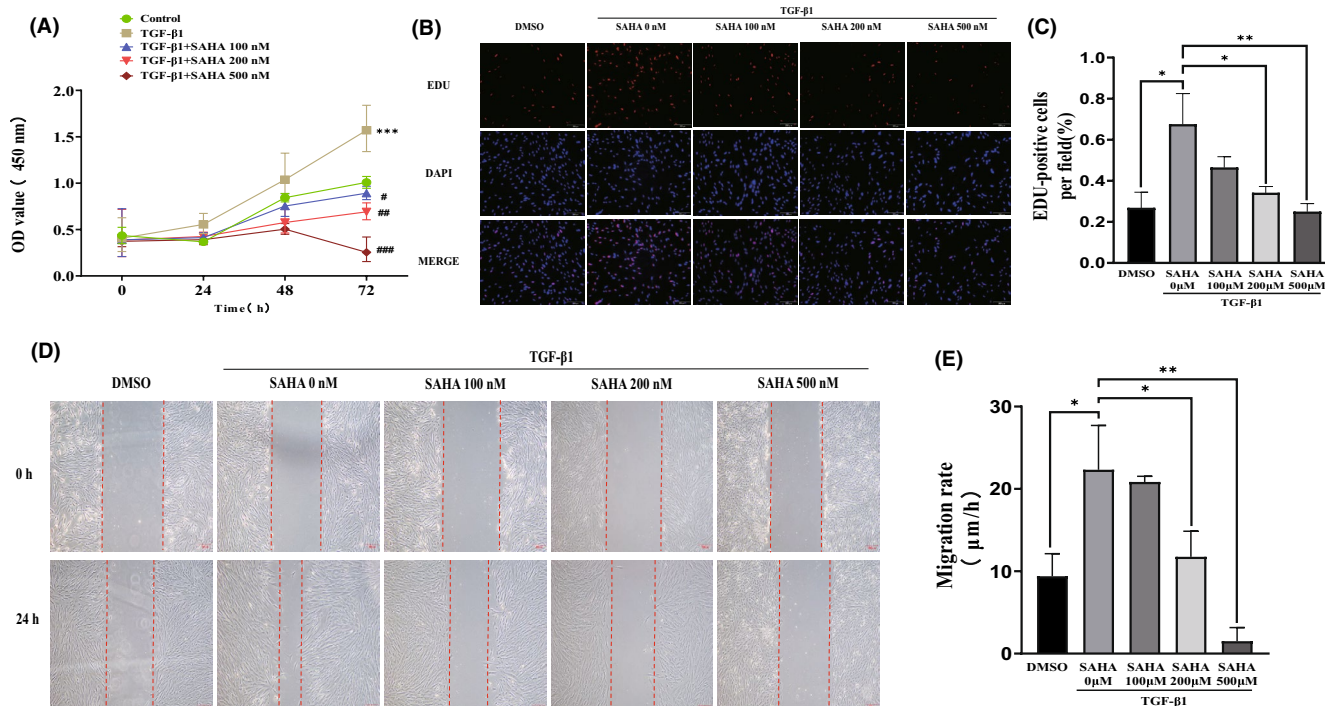 (A)
Control
TGF-β1
TGF-β1+SAHA 100 nM
TGF-β1+SAHA 200 nM
TGF-β1+SAHA 500 nM
OD value（ 450 nm）
2.0
1.5
1.0
0.5
0.0
***
#
##
###
0 24 48 72
Time（ h）
(B)
TGF-β1
DMSO SAHA 0 nM SAHA 100 nM SAHA 200 nM SAHA 500 nM
EDU
DAPI
MERGE
(C)
EDU-positive cells
per field(%)
1.0
0.8
0.6
0.4
0.2
0.0
*
*
**
DMSO SAHA SAHA SAHA SAHA
0μM 100μM 200μM 500μM
TGF-β1
(D)
TGF-β1
DMSO SAHA 0 nM SAHA 100 nM SAHA 200 nM SAHA 500 nM
0 h
24 h
(E)
Migration rate
（ μm/h）
30
20
10
0
*
*
**
DMSO SAHA SAHA SAHA SAHA
0μM 100μM 200μM 500μM
TGF-β1